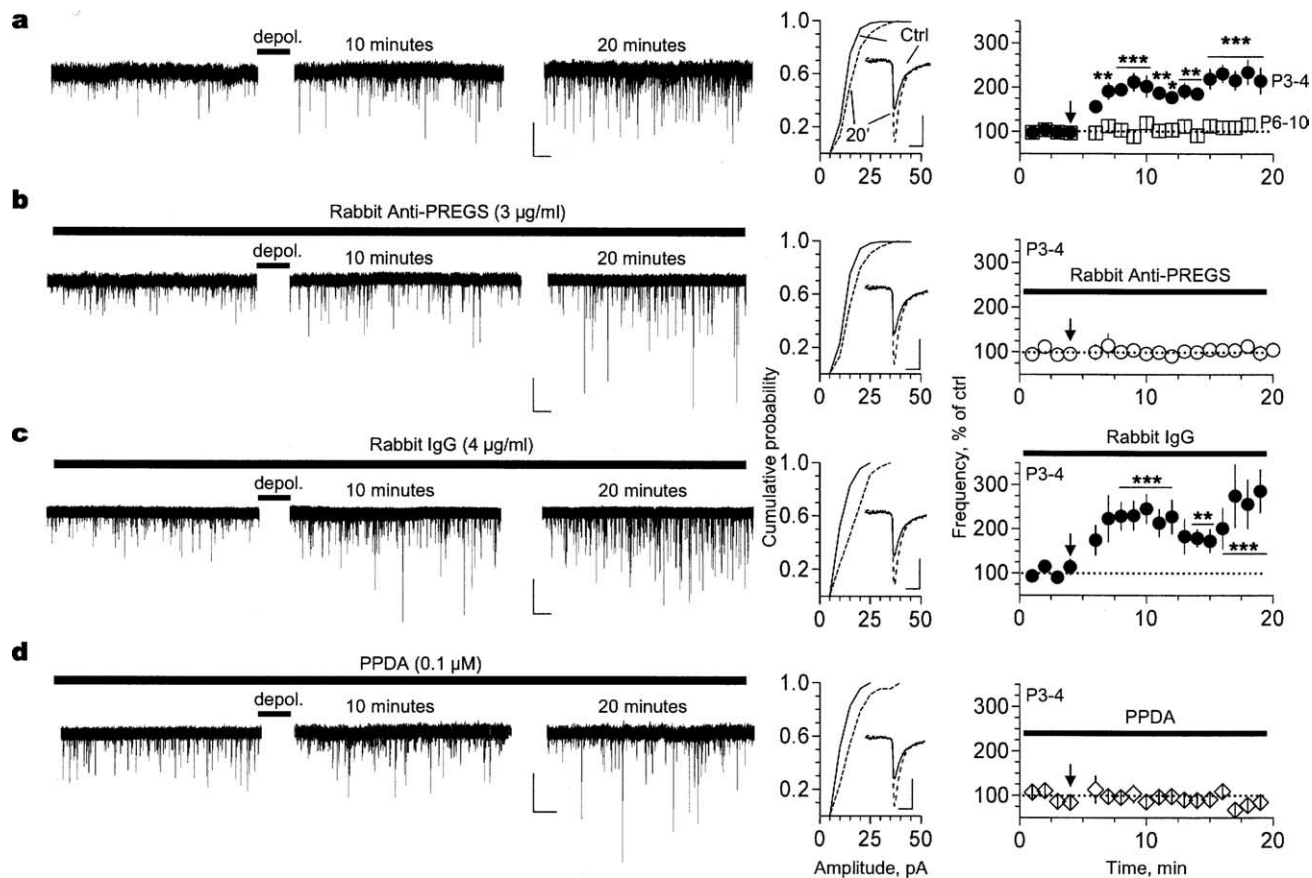 a
depol.
10 minutes
20 minutes
1.0
0.6
0.2
Ctrl
20'
0 25 50
350
250
200
100
** *** ** * ** ***
P3-4
P6-10
0 10 20
b
Rabbit Anti-PREGS (3 µg/ml)
depol.
10 minutes
20 minutes
1.0
0.6
0.2
0 25 50
300
200
100
P3-4
Rabbit Anti-PREGS
0 10 20
c
Rabbit IgG (4 µg/ml)
depol.
10 minutes
20 minutes
Cumulative probability
1.0
0.6
0.2
0 25 50
Frequency, % of ctrl
Rabbit IgG
300
200
100
P3-4
*** ** ***
0 10 20
d
PPDA (0.1 µM)
depol.
10 minutes
20 minutes
1.0
0.6
0.2
0 25 50
Amplitude, pA
300
200
100
P3-4
PPDA
0 10 20
Time, min